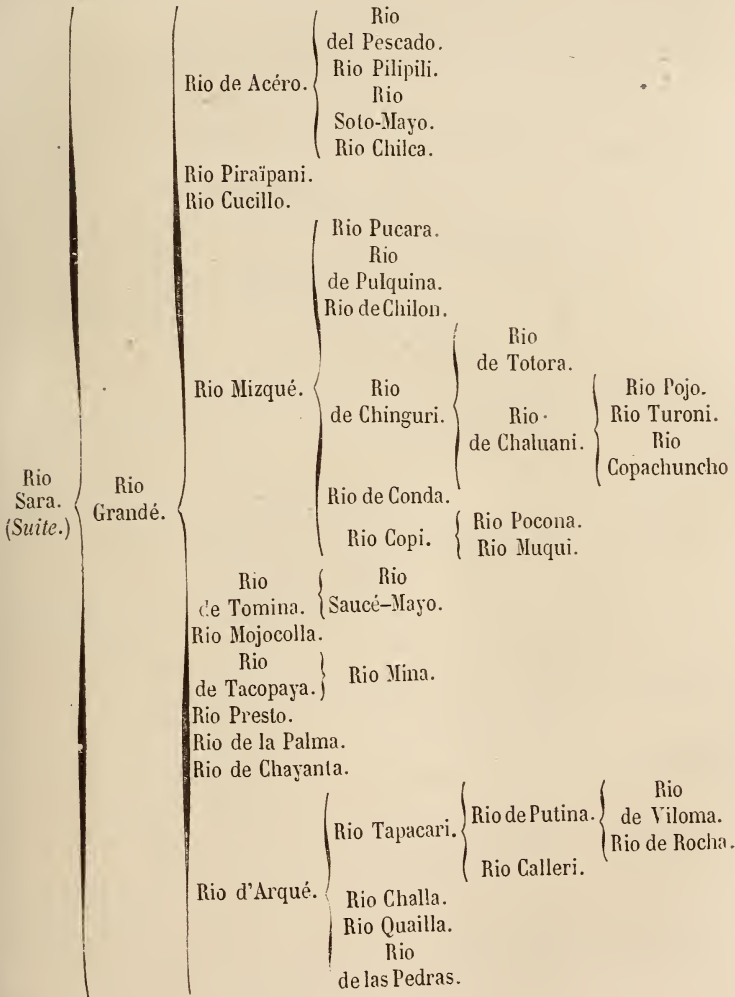 Rio
Sara.
(Suite.)
Rio
Grandé.
Rio de Acéro.
Rio
del Pescado.
Rio Pilipili.
Rio
Soto-Mayo.
Rio Chilca.
Rio Piraïpani.
Rio Cucillo.
Rio Mizqué.
Rio Pucara.
Rio
de Pulquina.
Rio de Chilon.
Rio
de Chinguri.
Rio
de Totora.
Rio
de Chaluani.
Rio Pojo.
Rio Turoni.
Rio
Copachuncho
Rio de Conda.
Rio Copi.
Rio Pocona.
Rio Muqui.
Rio
de Tomina.
Rio
Saucé-Mayo.
Rio Mojocolla.
Rio
de Tacopaya.
Rio Mina.
Rio Presto.
Rio de la Palma.
Rio de Chayanta.
Rio d'Arqué.
Rio Tapacari.
Rio de Putina.
Rio
de Viloma.
Rio de Rocha.
Rio Calleri.
Rio Challa.
Rio Quailla.
Rio
de las Pedras.